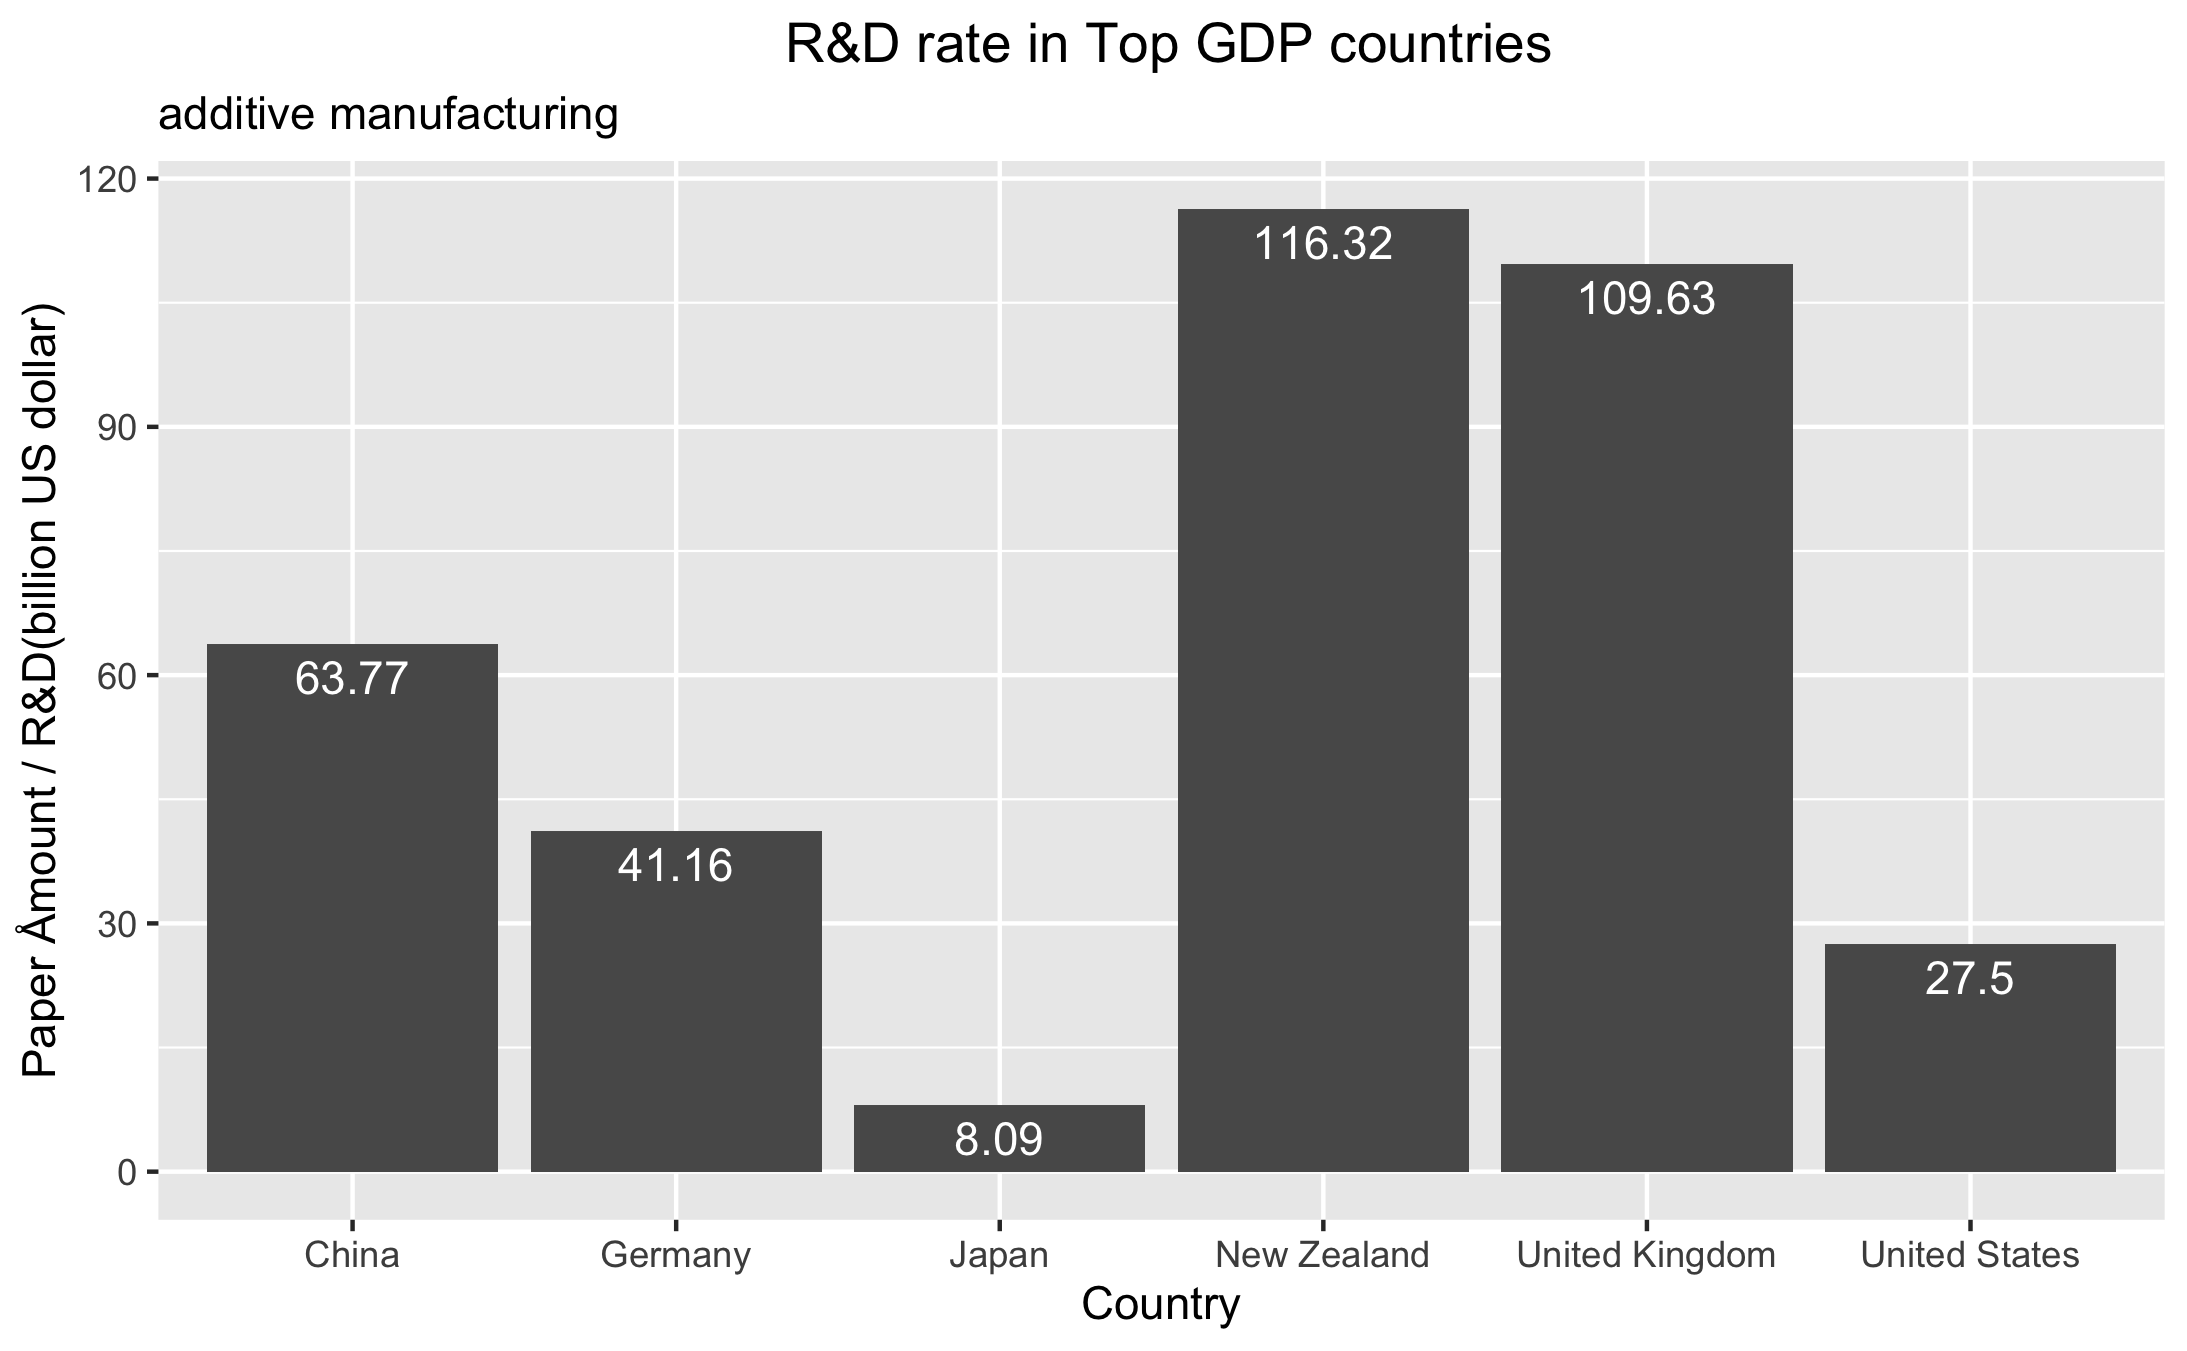 R&D rate in Top GDP countries
additive manufacturing
Paper Åmount / R&D(billion US dollar)
120
90
60
30
0
63.77
41.16
8.09
116.32
109.63
27.5
China
Germany
Japan
New Zealand
United Kingdom
United States
Country